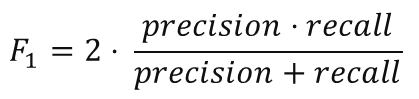 F₁ = 2 · (precision · recall) / (precision + recall)